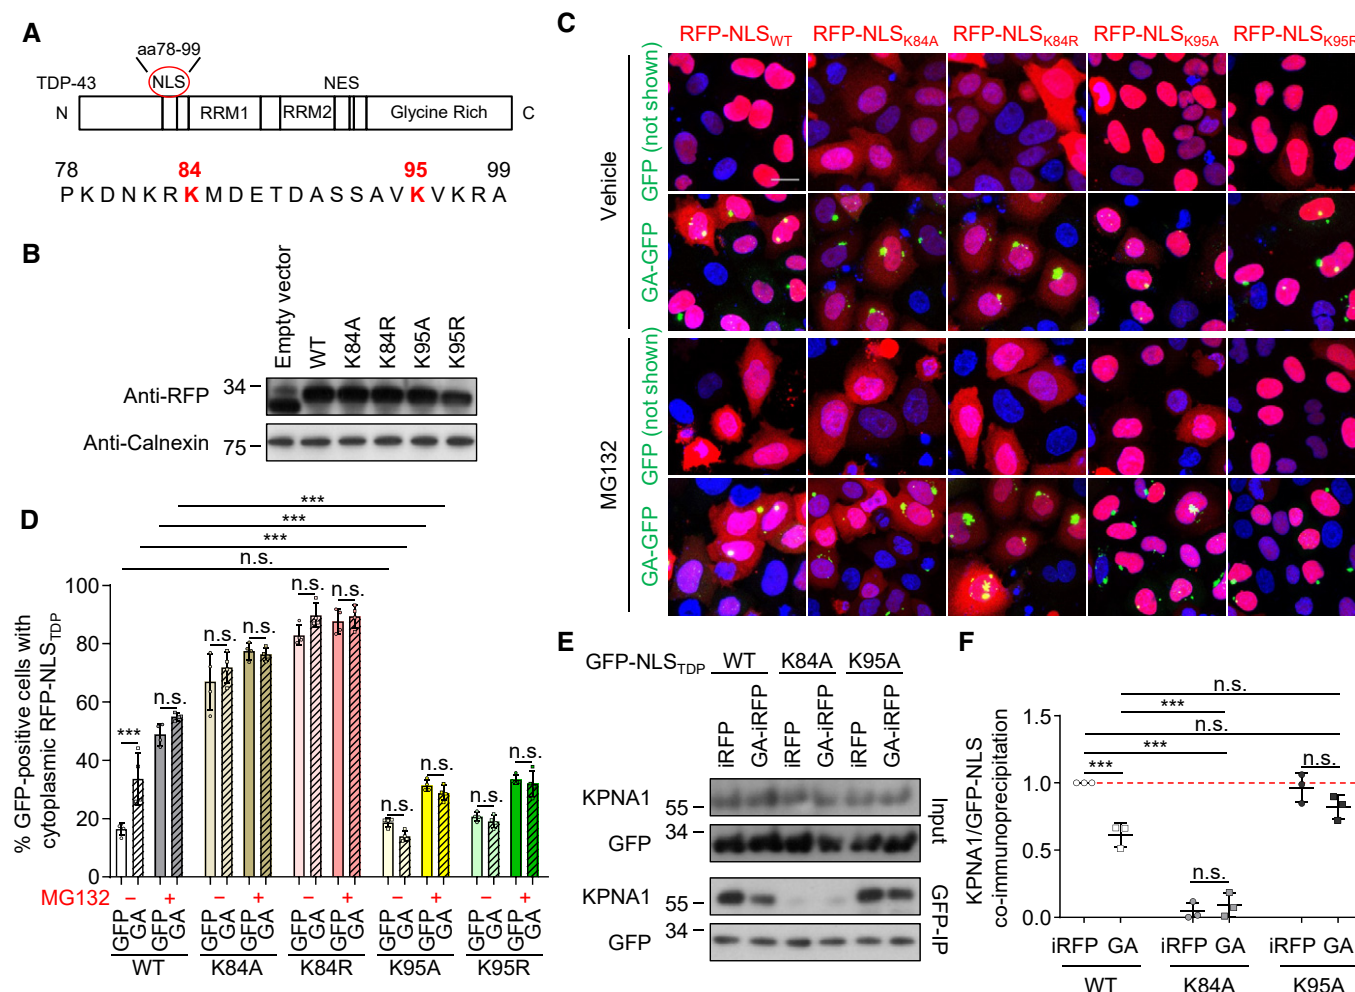 A
aa78-99
TDP-43
NLS
NES
N
RRM1
RRM2
Glycine Rich
C
78
84
95
99
P K D N K R K M D E T D A S S A V K V K R A
B
Empty vector
WT
K84A
K84R
K95A
K95R
Anti-RFP
34
Anti-Calnexin
75
C
RFP-NLSWT
RFP-NLSK84A
RFP-NLSK84R
RFP-NLSK95A
RFP-NLSK95R
Vehicle
GFP (not shown)
GA-GFP
MG132
GFP (not shown)
GA-GFP
D
***
***
***
n.s.
% GFP-positive cells with
cytoplasmic RFP-NLSTDP
100
80
60
40
20
0
***
n.s.
n.s.
n.s.
n.s.
n.s.
n.s.
n.s.
n.s.
n.s.
MG132 − + − + − + − + − +
GFP GA GFP GA GFP GA GFP GA GFP GA GFP GA GFP GA GFP GA GFP GA GFP GA
WT K84A K84R K95A K95R
E
GFP-NLSTDP
WT K84A K95A
iRFP GA-iRFP iRFP GA-iRFP iRFP GA-iRFP
KPNA1
55
GFP
34
Input
KPNA1
55
GFP
34
GFP-IP
F
KPNA1/GFP-NLS
co-immunoprecipitation
1.5
1.0
0.5
0.0
n.s.
***
n.s.
***
***
n.s.
n.s.
iRFP GA iRFP GA iRFP GA
WT K84A K95A